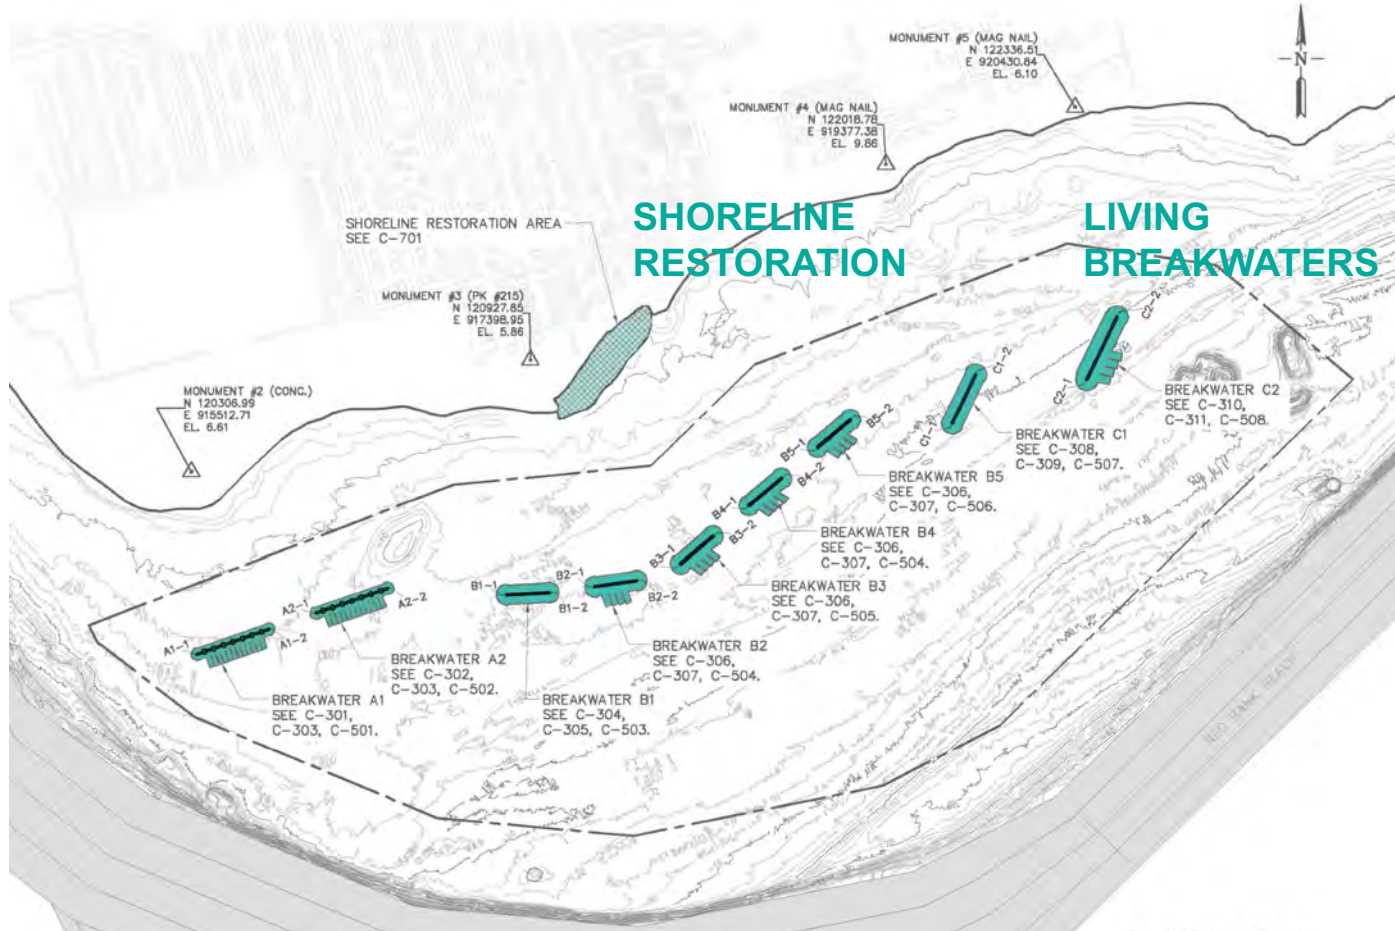 MONUMENT #5 (MAG NAIL)
N 122336.51
E 920430.84
EL. 6.10
N
MONUMENT #4 (MAG NAIL)
N 122018.78
E 919377.38
EL. 9.86
SHORELINE
RESTORATION
LIVING
BREAKWATERS
SHORELINE RESTORATION AREA
SEE C-701
MONUMENT #3 (PK #215)
N 120927.85
E 917398.95
EL. 5.86
MONUMENT #2 (CONC.)
N 120306.99
E 915512.71
EL. 6.61
C2-2
C2-1
BREAKWATER C2
SEE C-310,
C-311, C-508.
C1-2
C1-1
BREAKWATER C1
SEE C-308,
C-309, C-507.
B5-2
B5-1
BREAKWATER B5
SEE C-306,
C-307, C-506.
B4-2
B4-1
BREAKWATER B4
SEE C-306,
C-307, C-504.
B3-2
B3-1
BREAKWATER B3
SEE C-306,
C-307, C-505.
B2-1
B2-2
BREAKWATER B2
SEE C-306,
C-307, C-504.
B1-1
B1-2
BREAKWATER B1
SEE C-304,
C-305, C-503.
A2-1
A2-2
BREAKWATER A2
SEE C-302,
C-303, C-502.
A1-1
A1-2
BREAKWATER A1
SEE C-301,
C-303, C-501.